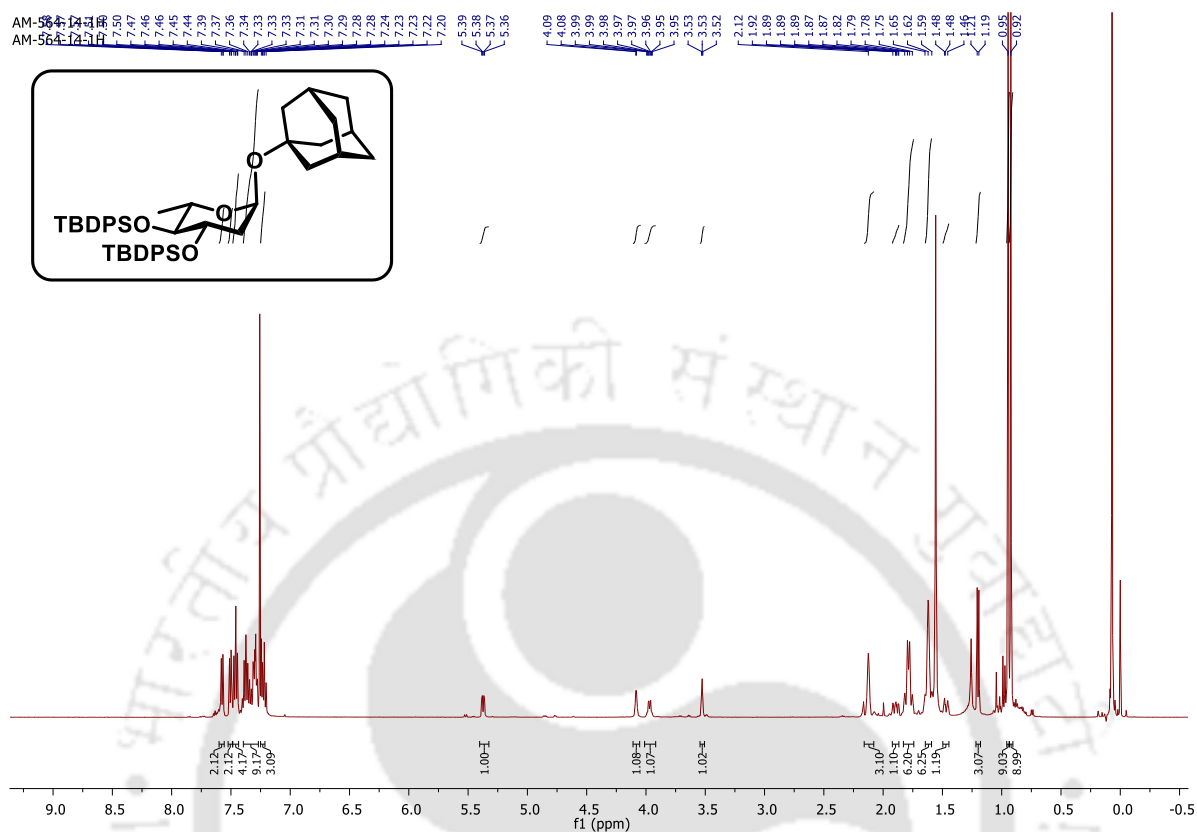 AM-564-14-1H
AM-564-14-1H
7.50 7.47 7.46 7.46 7.45 7.44 7.39 7.37 7.36 7.34 7.33 7.33 7.31 7.31 7.30 7.29 7.28 7.28 7.24 7.23 7.23 7.22 7.20 5.39 5.38 5.37 5.36 4.09 4.08 3.99 3.99 3.98 3.97 3.97 3.96 3.95 3.95 3.53 3.53 3.52 2.12 1.92 1.89 1.89 1.89 1.87 1.87 1.82 1.79 1.78 1.75 1.65 1.62 1.59 1.48 1.48 1.46 1.21 1.19 0.95 0.92
O
O
TBDPSO
TBDPSO
भारतीय प्रौद्योगिकी संस्थान गुवाहाटी
2.12 2.12 4.17 9.17 3.09 1.00 1.08 1.07 1.02 3.10 1.10 6.20 6.25 1.19 3.07 9.03 8.99
9.0 8.5 8.0 7.5 7.0 6.5 6.0 5.5 5.0 4.5 4.0 3.5 3.0 2.5 2.0 1.5 1.0 0.5 0.0 -0.5
f1 (ppm)